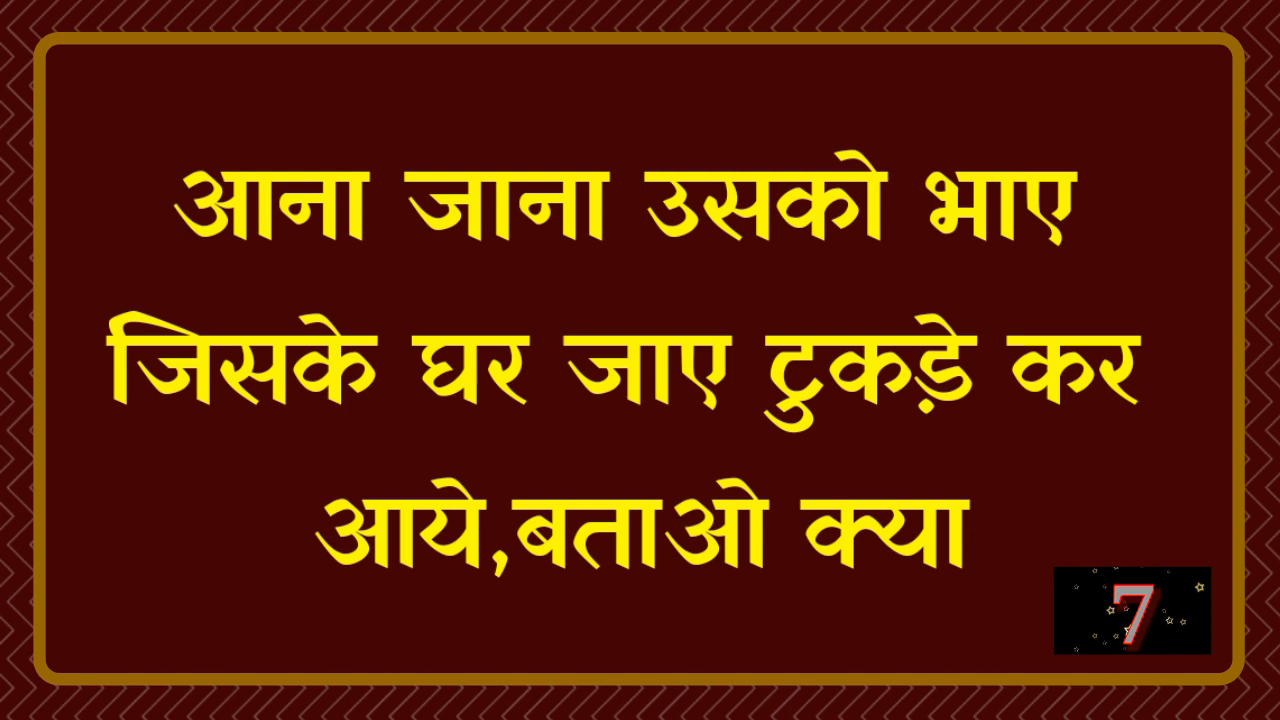 आना जाना उसको भाए
जिसके घर जाए टुकड़े कर
आये,बताओ क्या
7